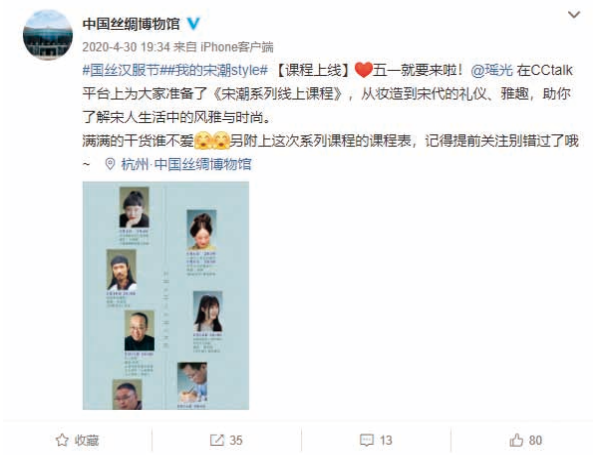 中国丝绸博物馆
2020-4-30 19:34 来自 iPhone客户端
#国丝汉服节##我的宋潮style# 【课程上线】❤五一就要来啦！@瑶光 在CCtalk
平台上为大家准备了《宋潮系列线上课程》，从妆造到宋代的礼仪、雅趣，助你
了解宋人生活中的风雅与时尚。
满满的干货谁不爱另附上这次系列课程的课程表，记得提前关注别错过了哦
~ 杭州·中国丝绸博物馆
收藏 35 13 80